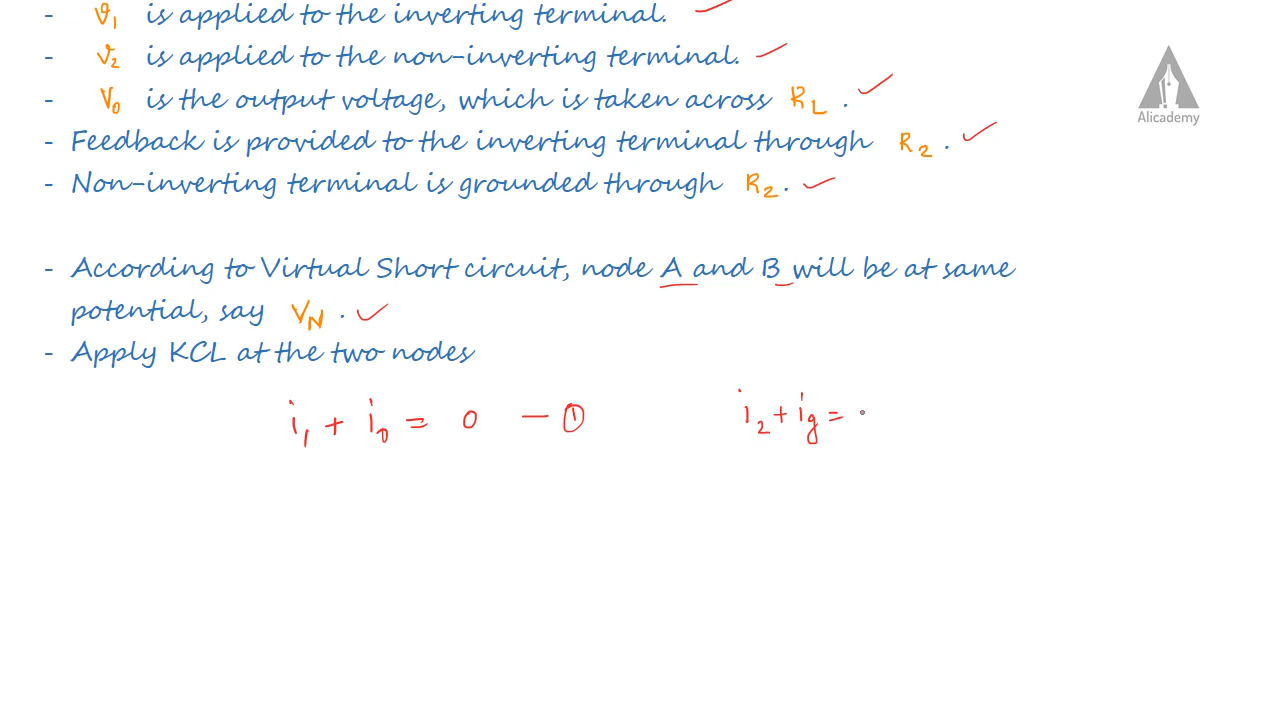 - v₁ is applied to the inverting terminal.
- v₂ is applied to the non-inverting terminal.
- V₀ is the output voltage, which is taken across R_L.
- Feedback is provided to the inverting terminal through R₂.
- Non-inverting terminal is grounded through R₂.
Alicademy
- According to Virtual Short circuit, node A and B will be at same
potential, say V_N.
- Apply KCL at the two nodes
i₁ + i₀ = 0 — ① i₂ + i_g =